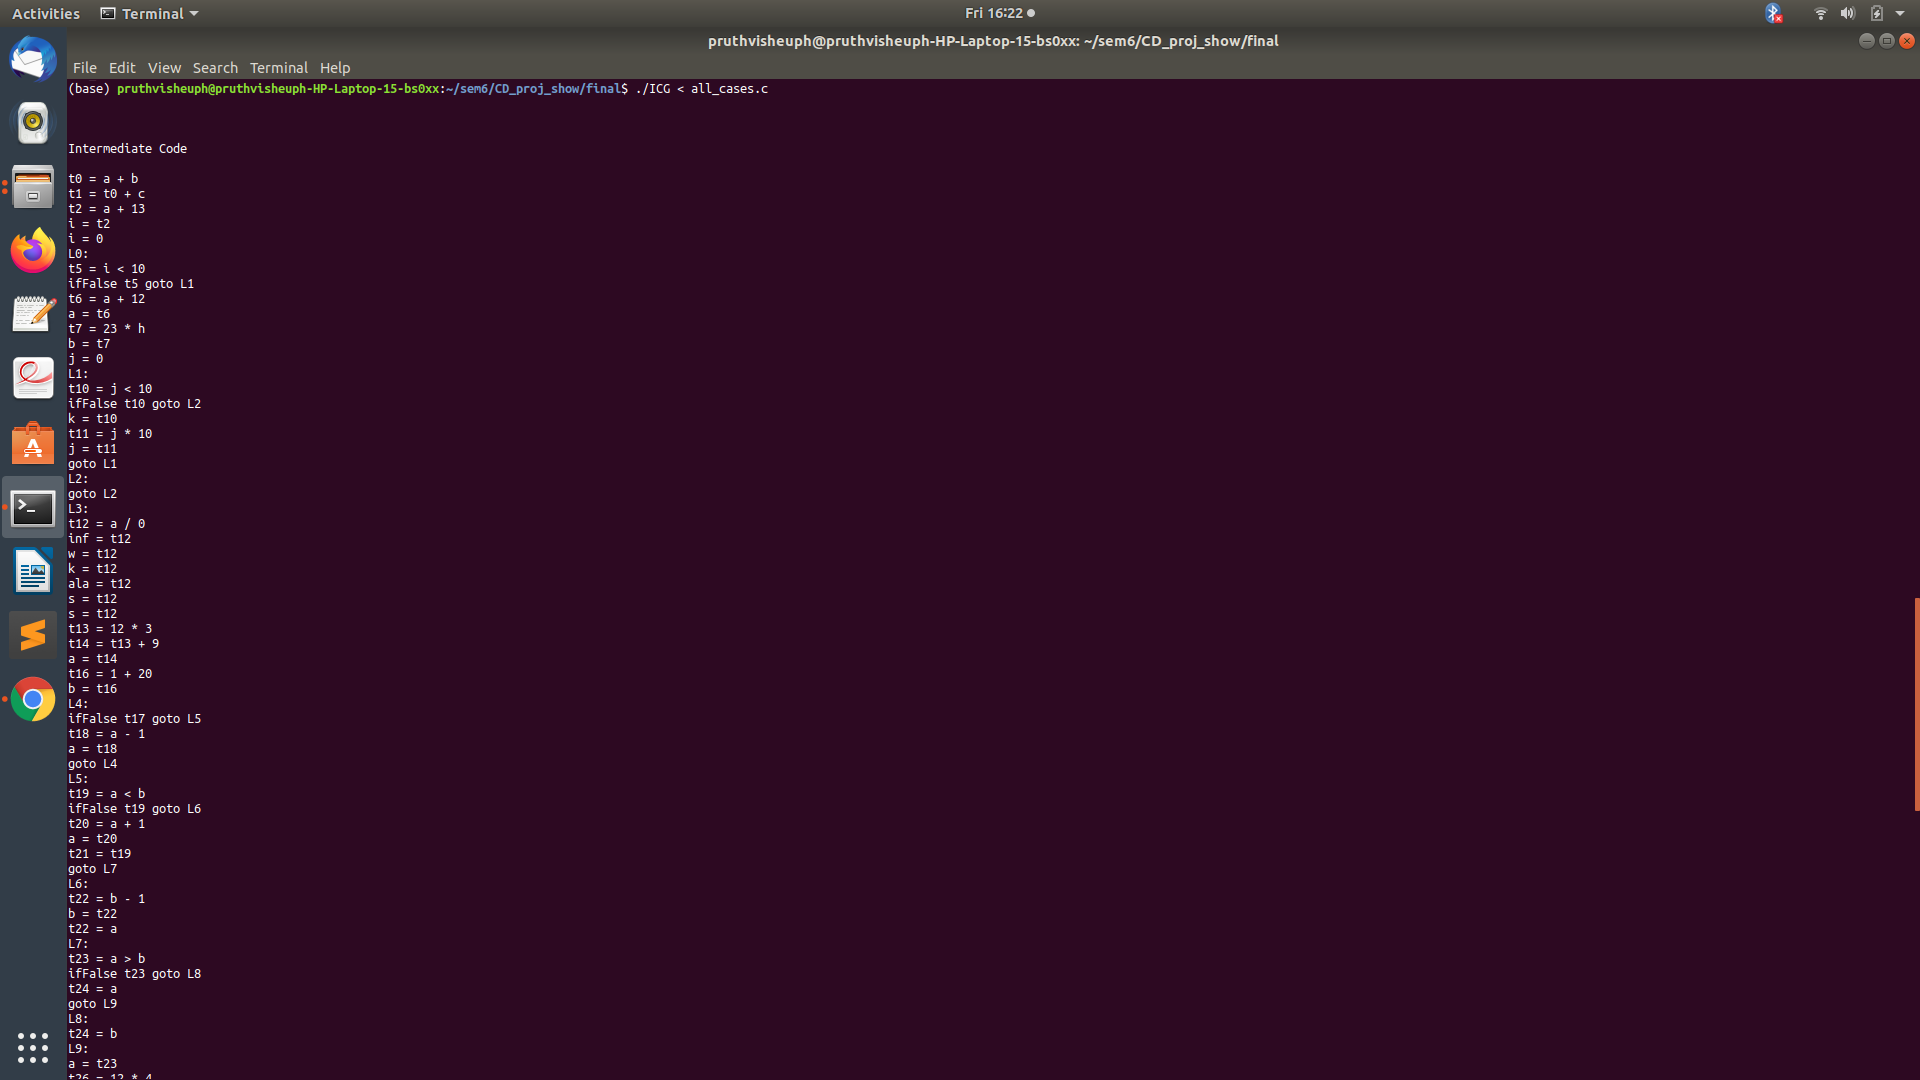 Activities
Terminal
Fri 16:22
pruthvisheuph@pruthvisheuph-HP-Laptop-15-bs0xx: ~/sem6/CD_proj_show/final
File Edit View Search Terminal Help
(base) pruthvisheuph@pruthvisheuph-HP-Laptop-15-bs0xx:~/sem6/CD_proj_show/final$ ./ICG < all_cases.c
Intermediate Code
t0 = a + b
t1 = t0 + c
t2 = a + 13
i = t2
i = 0
L0:
t5 = i < 10
ifFalse t5 goto L1
t6 = a + 12
a = t6
t7 = 23 * h
b = t7
j = 0
L1:
t10 = j < 10
ifFalse t10 goto L2
k = t10
t11 = j * 10
j = t11
goto L1
L2:
goto L2
L3:
t12 = a / 0
inf = t12
w = t12
k = t12
ala = t12
s = t12
s = t12
t13 = 12 * 3
t14 = t13 + 9
a = t14
t16 = 1 + 20
b = t16
L4:
ifFalse t17 goto L5
t18 = a - 1
a = t18
goto L4
L5:
t19 = a < b
ifFalse t19 goto L6
t20 = a + 1
a = t20
t21 = t19
goto L7
L6:
t22 = b - 1
b = t22
t22 = a
L7:
t23 = a > b
ifFalse t23 goto L8
t24 = a
goto L9
L8:
t24 = b
L9:
a = t23
t26 = 12 * 4